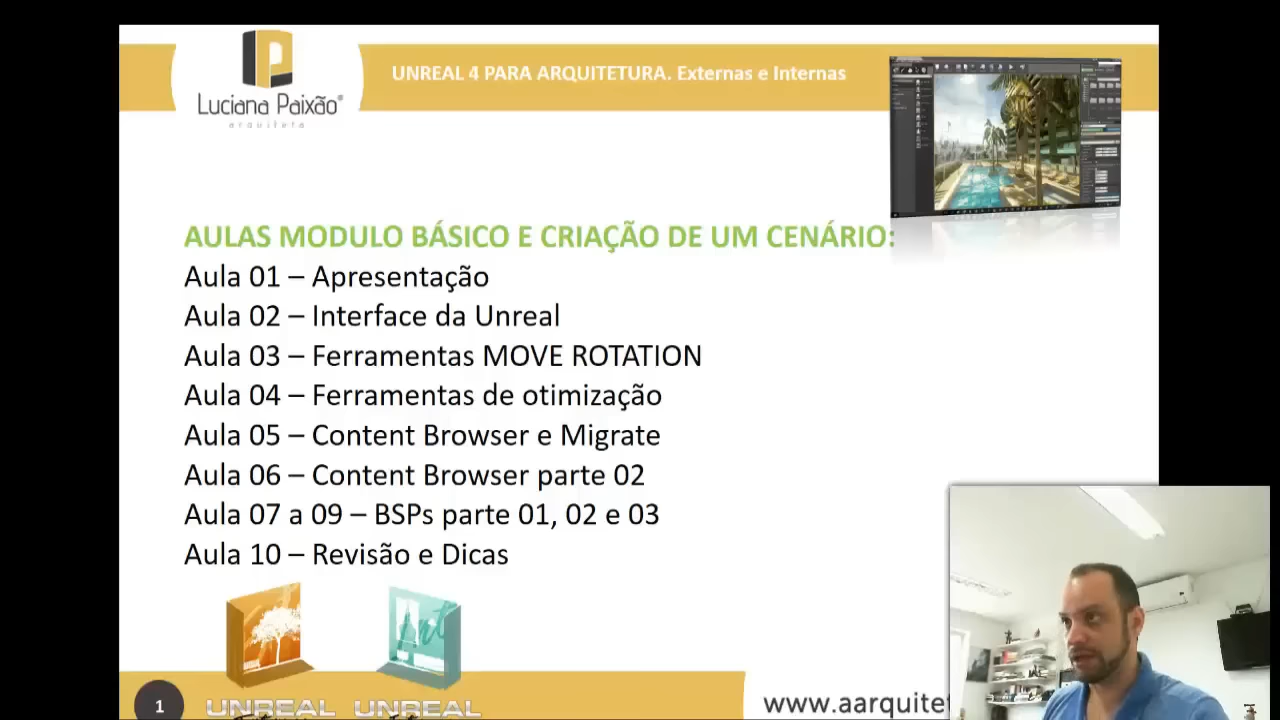 Luciana Paixão®
arquiteta
UNREAL 4 PARA ARQUITETURA. Externas e Internas
AULAS MODULO BÁSICO E CRIAÇÃO DE UM CENÁRIO:
Aula 01 – Apresentação
Aula 02 – Interface da Unreal
Aula 03 – Ferramentas MOVE ROTATION
Aula 04 – Ferramentas de otimização
Aula 05 – Content Browser e Migrate
Aula 06 – Content Browser parte 02
Aula 07 a 09 – BSPs parte 01, 02 e 03
Aula 10 – Revisão e Dicas
1
UNREAL UNREAL
www.aarquitet